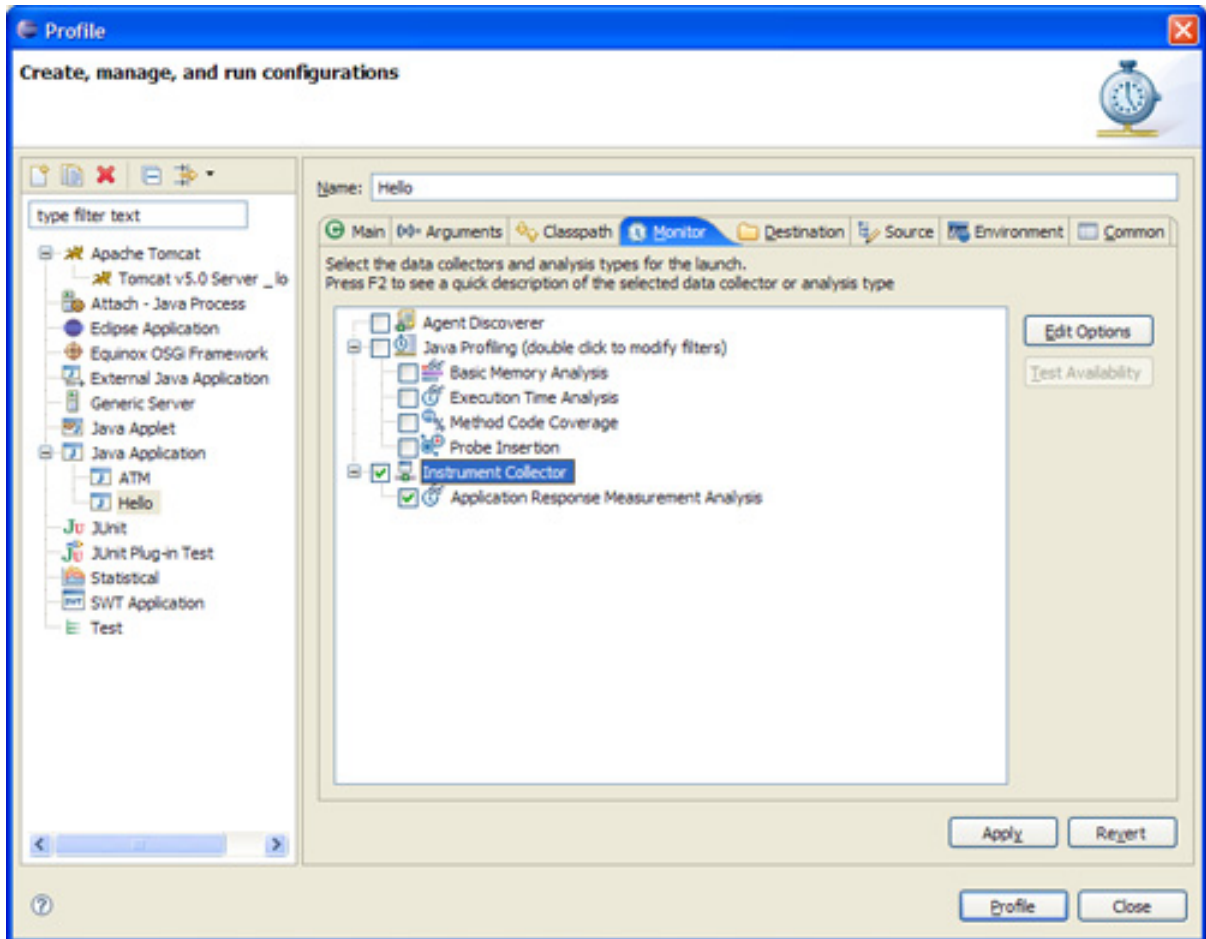 Profile
Create, manage, and run configurations
type filter text
Apache Tomcat
Tomcat v5.0 Server _lo
Attach - Java Process
Eclipse Application
Equinox OSGi Framework
External Java Application
Generic Server
Java Applet
Java Application
ATM
Hello
JUnit
JUnit Plug-in Test
Statistical
SWT Application
Test
Name: Hello
Main Arguments Classpath Monitor Destination Source Environment Common
Select the data collectors and analysis types for the launch.
Press F2 to see a quick description of the selected data collector or analysis type
Agent Discoverer
Java Profiling (double click to modify filters)
Basic Memory Analysis
Execution Time Analysis
Method Code Coverage
Probe Insertion
Instrument Collector
Application Response Measurement Analysis
Edit Options
Test Availability
Apply Revert
Profile Close